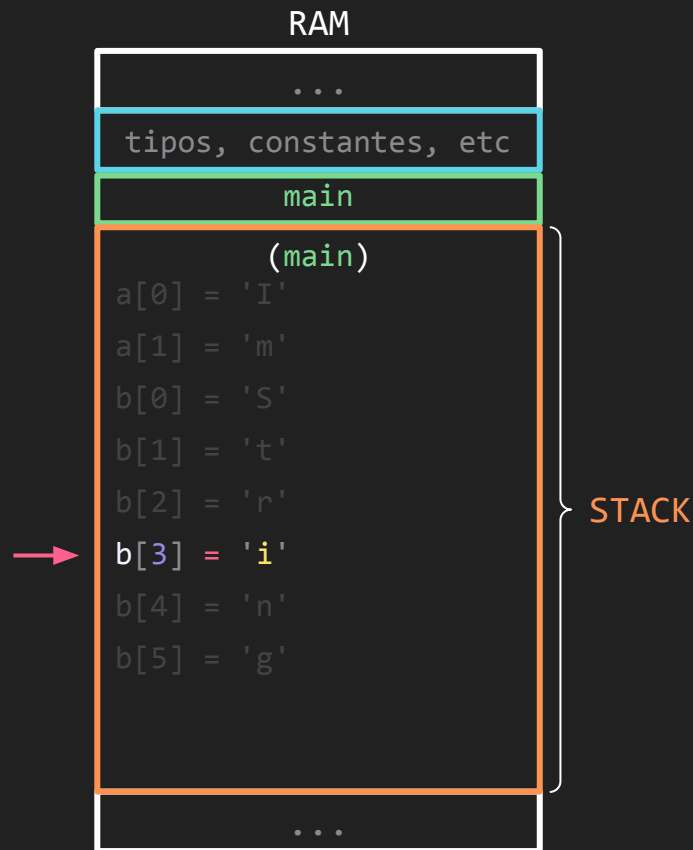 RAM
...
tipos, constantes, etc
main
(main)
a[0] = 'I'
a[1] = 'm'
b[0] = 'S'
b[1] = 't'
b[2] = 'r'
STACK
b[3] = 'i'
b[4] = 'n'
b[5] = 'g'
...